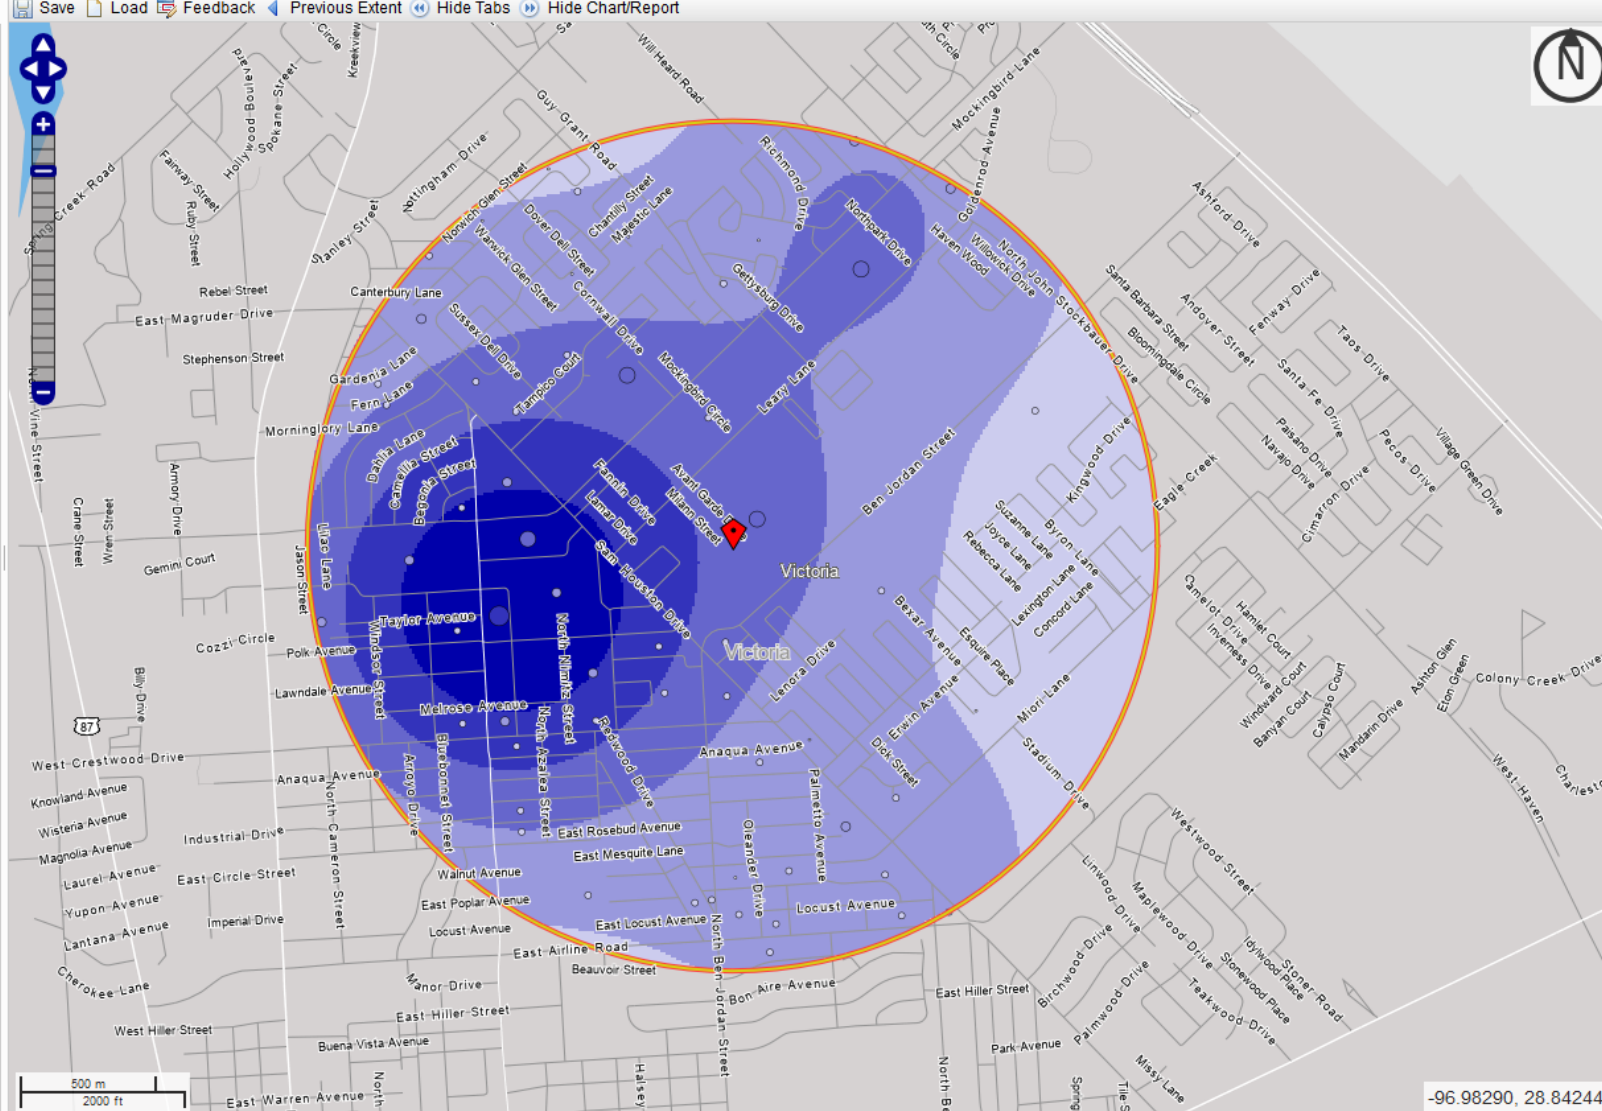 Save Load Feedback Previous Extent Hide Tabs Hide Chart/Report
N
Circle
Kreekview
Will Heard Road
Mockingbird Lane
Hollywood Boulevard
Spokane Street
Guy Grant Road
Goldenrod Avenue
Spring Creek Road
Fairway Street
Ruby Street
Nottingham Drive
Stanley Street
Norwich Glen Street
Chantilly Street
Majestic Lane
Dover Dell Street
Warwick Glen Street
Richmond Drive
Northpark Drive
Haven Wood
Willowick Drive
North John Stockbauer Drive
Ashford Drive
Rebel Street
Canterbury Lane
East Magruder Drive
Stephenson Street
Sussex Dell Drive
Cornwall Drive
Gettysburg Drive
Santa Barbara Street
Andover Street
Fenway Drive
Bloomingdale Circle
Taos Drive
Santa Fe Drive
Gardenia Lane
Fern Lane
Tampico Court
Mockingbird Circle
Leary Lane
North Vine Street
Morninglory Lane
Dahlia Lane
Camellia Street
Begonia Street
Ben Jordan Street
Kingwood Drive
Eagle Creek
Paisano Drive
Navajo Drive
Pecos Drive
Village Green Drive
Cimarron Drive
Armory Drive
Crane Street
Wren Street
Fannin Drive
Lamar Drive
Avant Garde
Milann Street
Sam Houston Drive
Gemini Court
Jason Street
Lilac Lane
Victoria
Suzanne Lane
Joyce Lane
Rebecca Lane
Byron Lane
Lexington Lane
Concord Lane
Camelot Drive
Hamlet Court
Inverness Drive
Windward Court
Banyan Court
Calypso Court
Mandarin Drive
Ashton Glen
Eton Green
Colony Creek Drive
Taylor Avenue
Cozzi Circle
Polk Avenue
Windsor Street
North Nimitz Street
Victoria
Lenora Drive
Bexar Avenue
Esquire Place
Erwin Avenue
Miori Lane
Billy Drive
Lawndale Avenue
Melrose Avenue
87
West Crestwood Drive
Anaqua Avenue
Arroyo Drive
Bluebonnet Street
North Azalea Street
Redwood Drive
Anaqua Avenue
Dick Street
Stadium Drive
West Haven
Knowland Avenue
Wisteria Avenue
Magnolia Avenue
Industrial Drive
North Cameron Street
East Rosebud Avenue
East Mesquite Lane
Oleander Drive
Palmetto Avenue
Westwood Street
Linwood Drive
Maplewood Drive
Laurel Avenue
East Circle Street
Walnut Avenue
Yupon Avenue
Imperial Drive
East Poplar Avenue
Locust Avenue
East Locust Avenue
Locust Avenue
Lantana Avenue
East Airline Road
Beauvoir Street
Cherokee Lane
Manor Drive
Bon Aire Avenue
North Ben Jordan Street
East Hiller Street
Birchwood Drive
Palmwood Drive
Teakwood Drive
Idylwood Place
Stonewood Place
Stoner Road
West Hiller Street
East Hiller Street
Buena Vista Avenue
Park Avenue
Missy Lane
500 m
2000 ft
East Warren Avenue
North
Halsey
North Be
Spring
Tile S
-96.98290, 28.84244